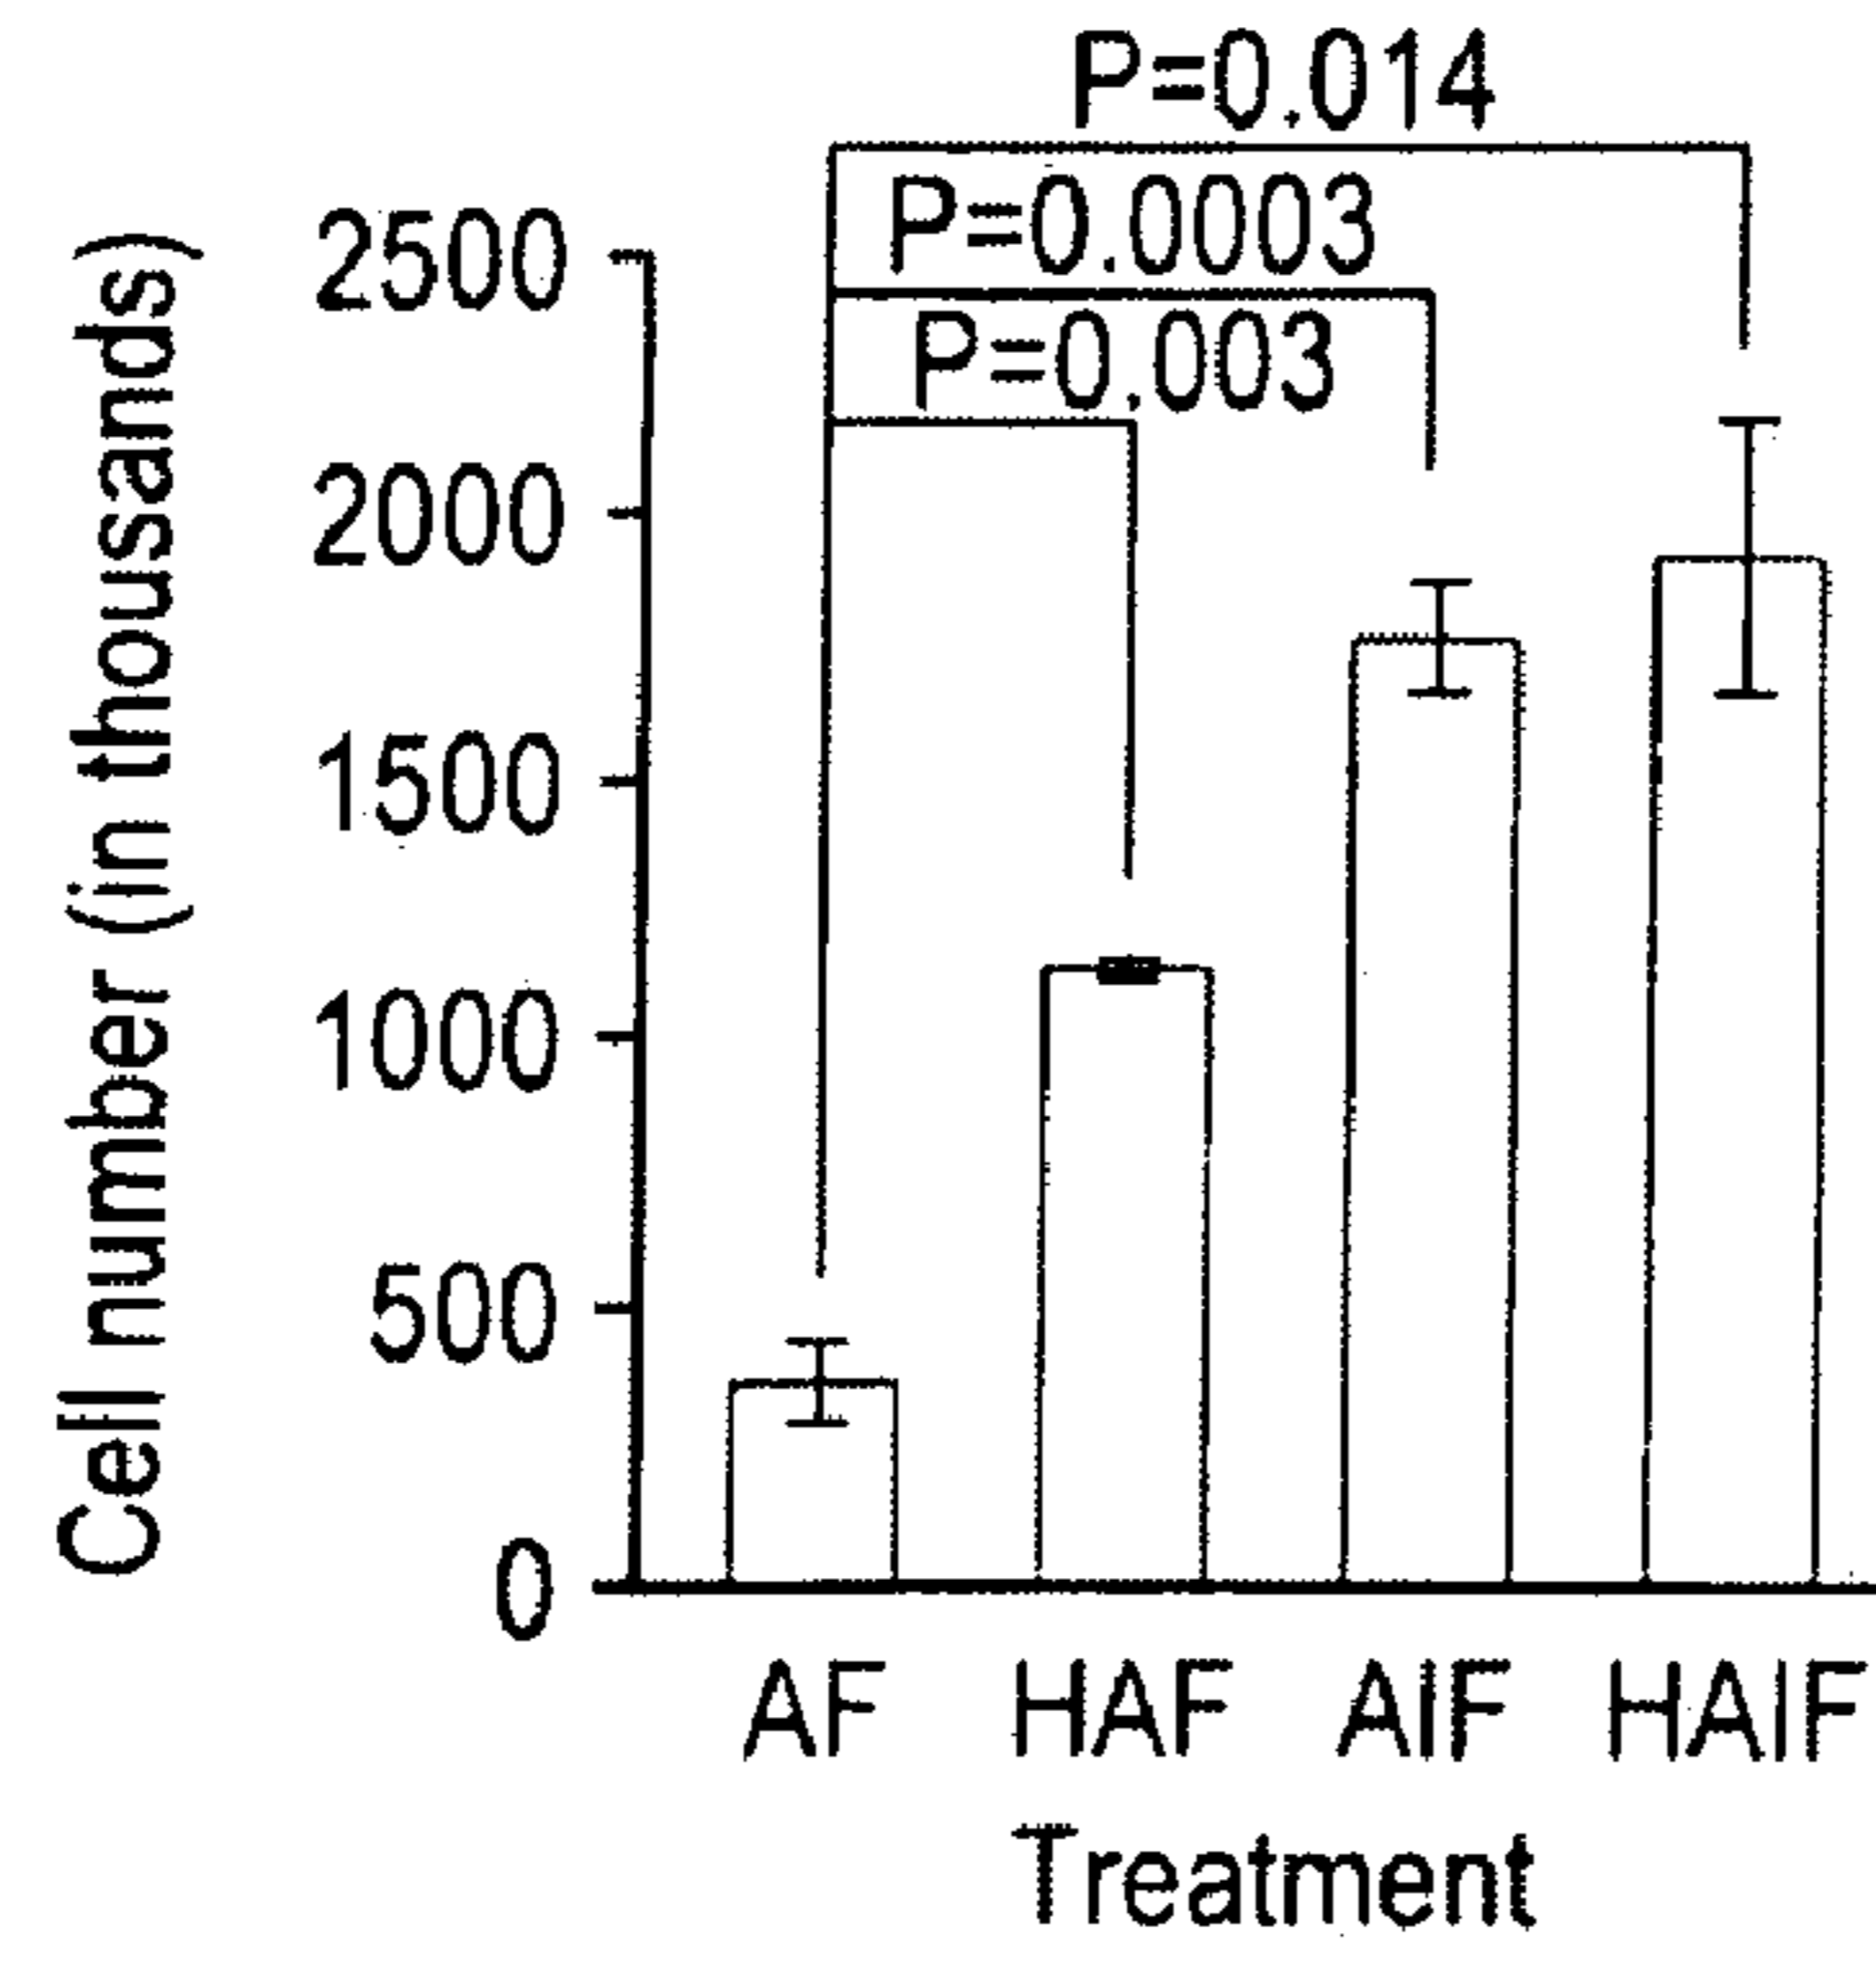 P=0.014
P=0.0003
P=0.003
Cell number (in thousands)
2500
2000
1500
1000
500
0
AF HAF AIF HAIF
Treatment